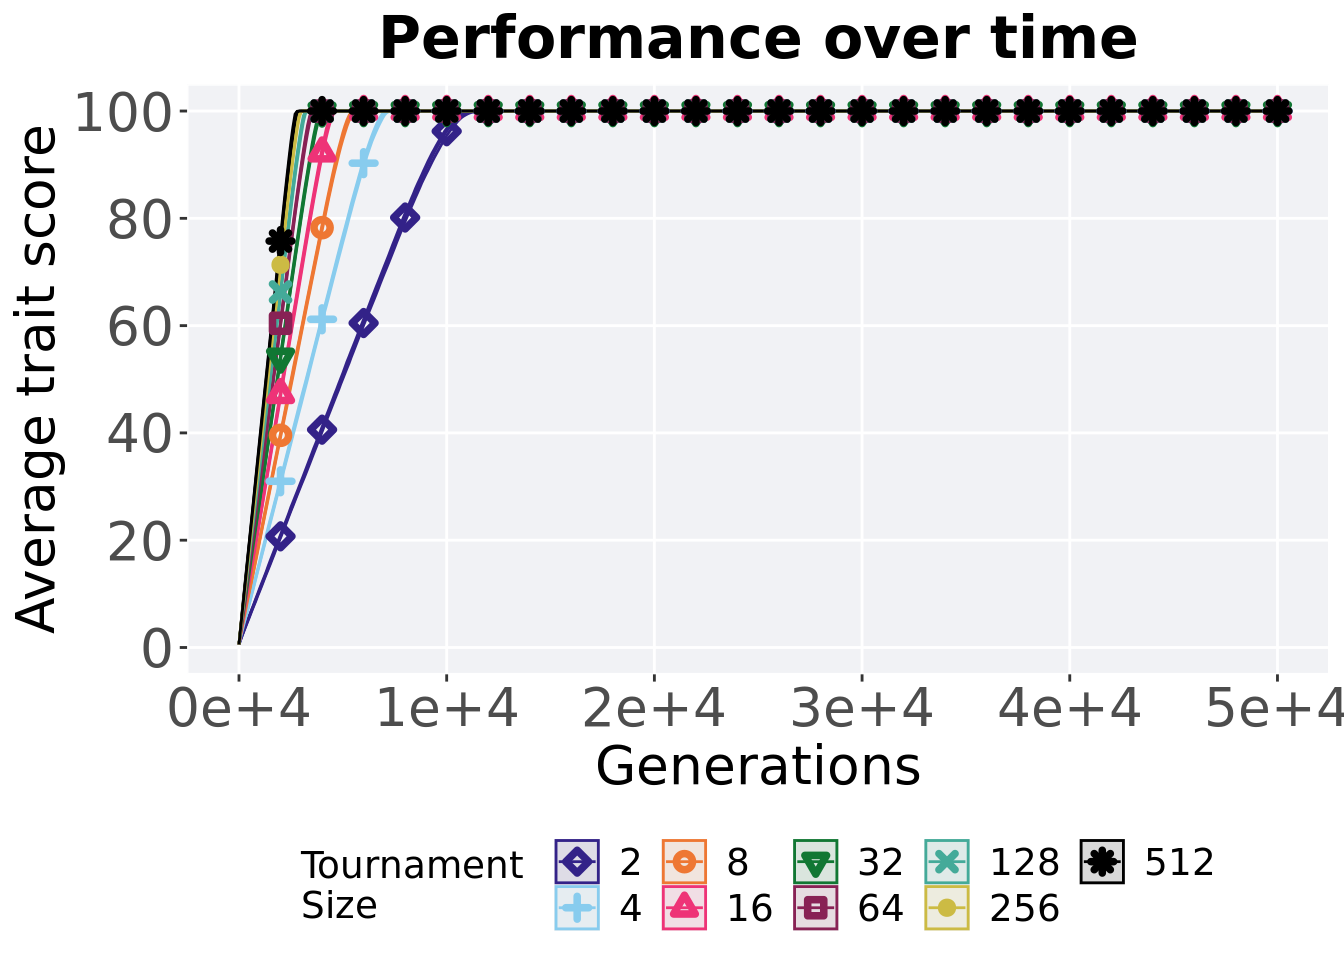 Performance over time
Average trait score
100
80
60
40
20
0
0e+4 1e+4 2e+4 3e+4 4e+4 5e+4
Generations
Tournament
Size
2 8 32 128 512
4 16 64 256